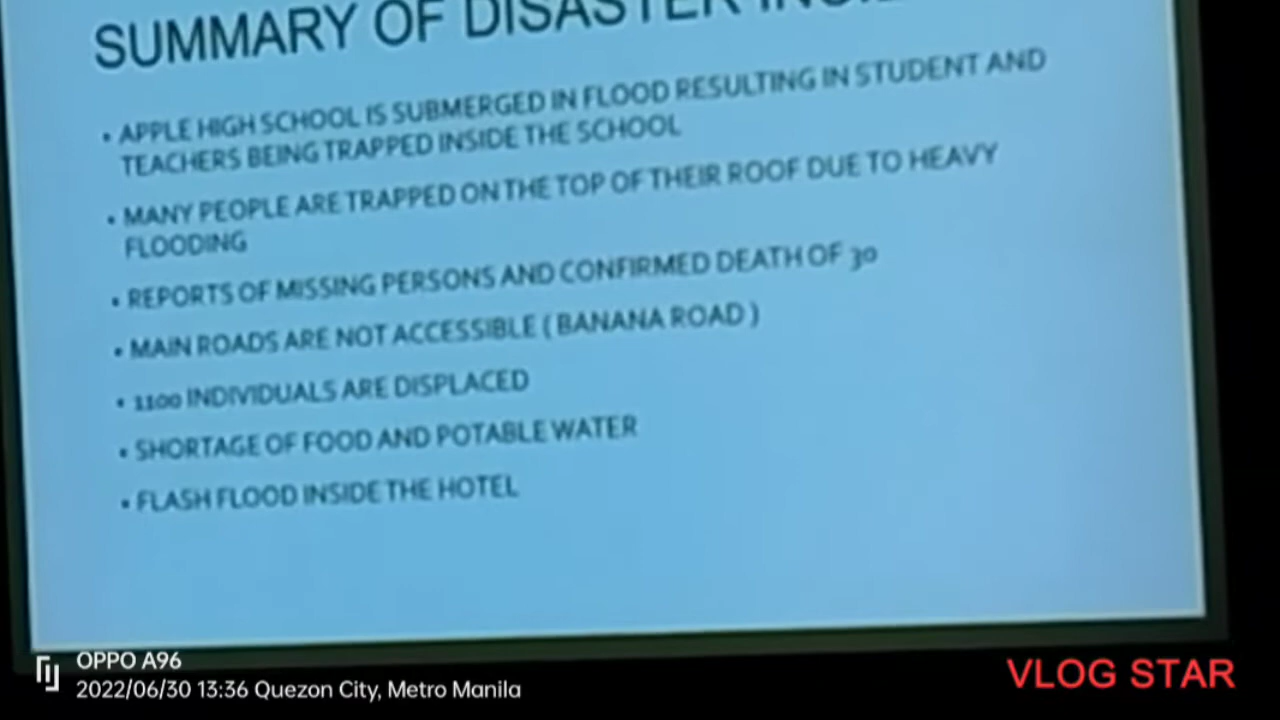 SUMMARY OF DISASTER
• APPLE HIGH SCHOOL IS SUBMERGED IN FLOOD RESULTING IN STUDENT AND
TEACHERS BEING TRAPPED INSIDE THE SCHOOL
• MANY PEOPLE ARE TRAPPED ON THE TOP OF THEIR ROOF DUE TO HEAVY
FLOODING
• REPORTS OF MISSING PERSONS AND CONFIRMED DEATH OF 30
• MAIN ROADS ARE NOT ACCESSIBLE ( BANANA ROAD )
• 1100 INDIVIDUALS ARE DISPLACED
• SHORTAGE OF FOOD AND POTABLE WATER
• FLASH FLOOD INSIDE THE HOTEL
OPPO A96
2022/06/30 13:36 Quezon City, Metro Manila
VLOG STAR